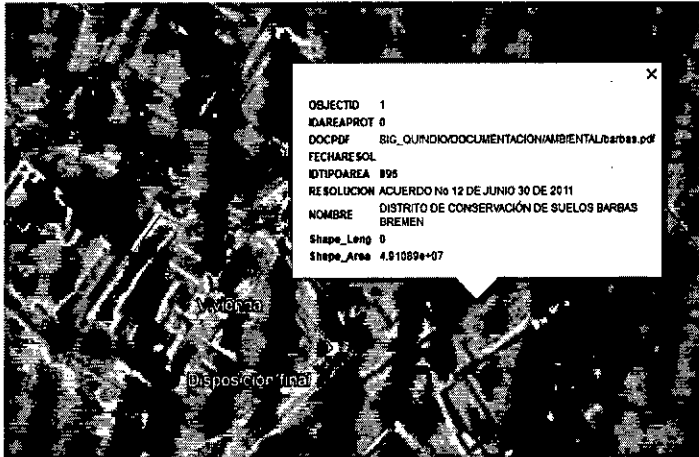 ×
OBJECTID 1
IDAREAPROT 0
DOCPDF SIG_QUINDIO/DOCUMENTACION/AMBIENTAL/barbas.pdf
FECHARESOL
IDTIPOAREA 895
RESOLUCION ACUERDO No 12 DE JUNIO 30 DE 2011
NOMBRE DISTRITO DE CONSERVACIÓN DE SUELOS BARBAS
BREMEN
Shape_Leng 0
Shape_Area 4.91089e+07
Vivienda
Disposición final